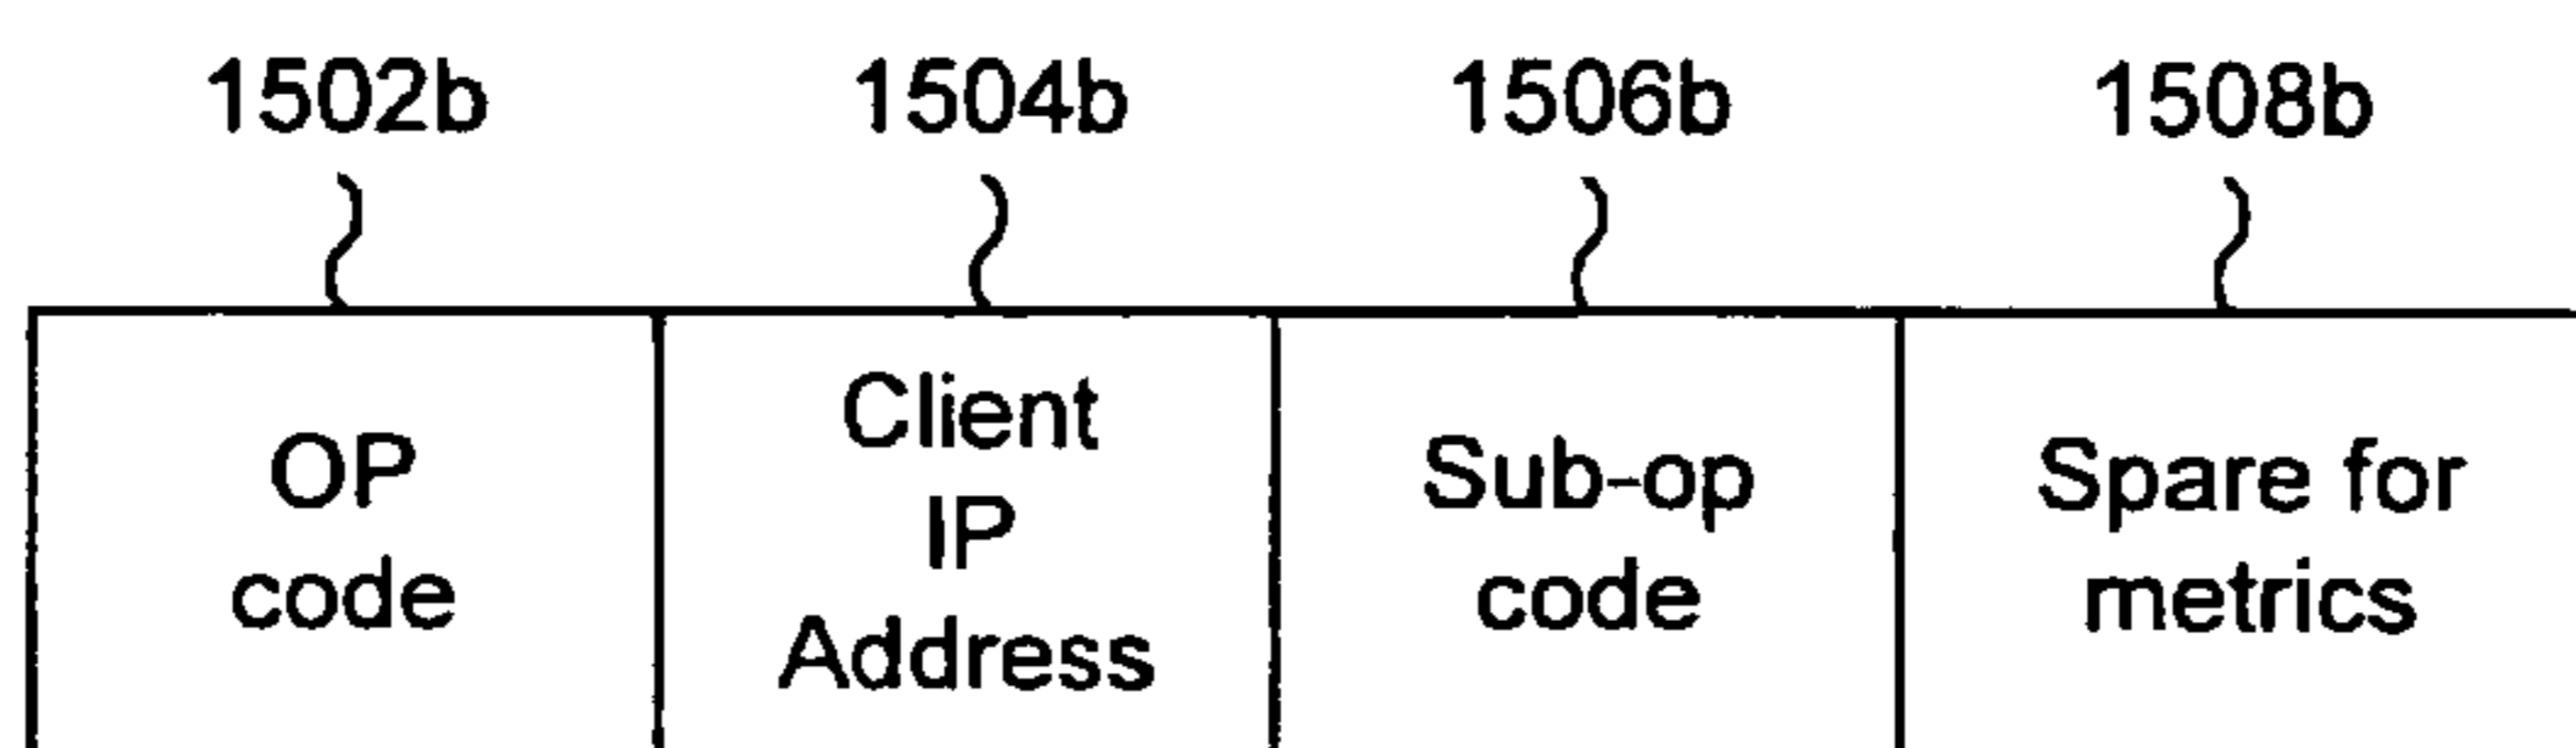 1502b 1504b 1506b 1508b
OP
code
Client
IP
Address
Sub-op
code
Spare for
metrics